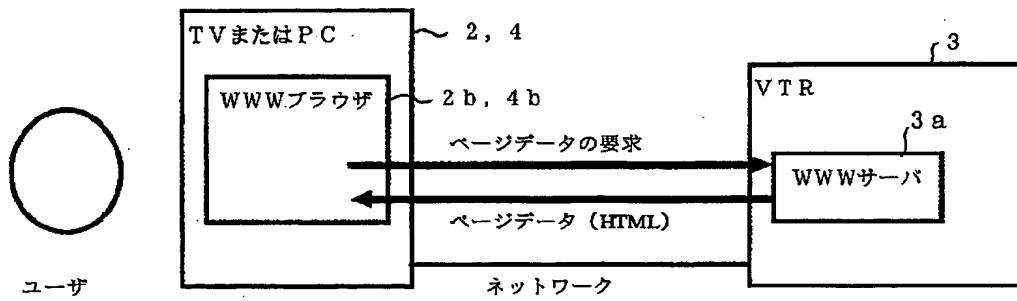 TVまたはPC
2, 4
WWWブラウザ
2b, 4b
ページデータの要求
ページデータ (HTML)
3
VTR
3a
WWWサーバ
ユーザ
ネットワーク